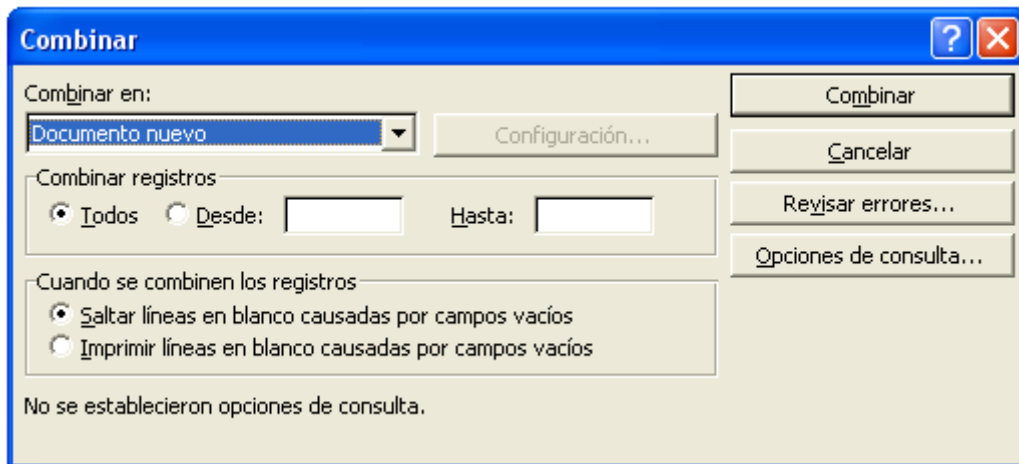 Combinar
Combinar en:
Documento nuevo
Configuración...
Combinar registros
Todos
Desde:
Hasta:
Cuando se combinen los registros
Saltar líneas en blanco causadas por campos vacíos
Imprimir líneas en blanco causadas por campos vacíos
No se establecieron opciones de consulta.
Combinar
Cancelar
Revisar errores...
Opciones de consulta...